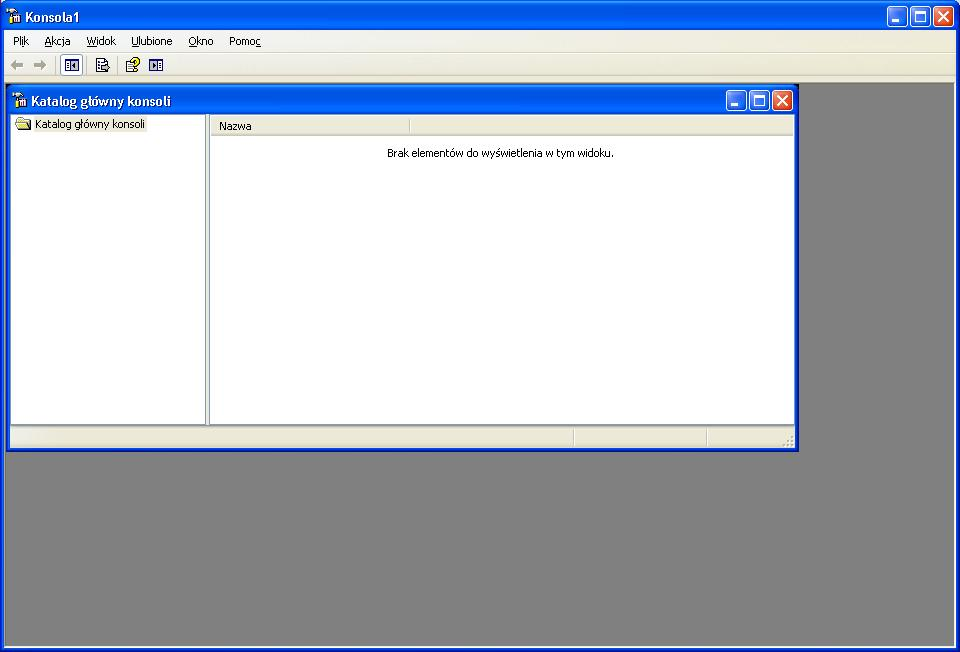 Konsola1
Plik Akcja Widok Ulubione Okno Pomoc
Katalog główny konsoli
Katalog główny konsoli
Nazwa
Brak elementów do wyświetlenia w tym widoku.